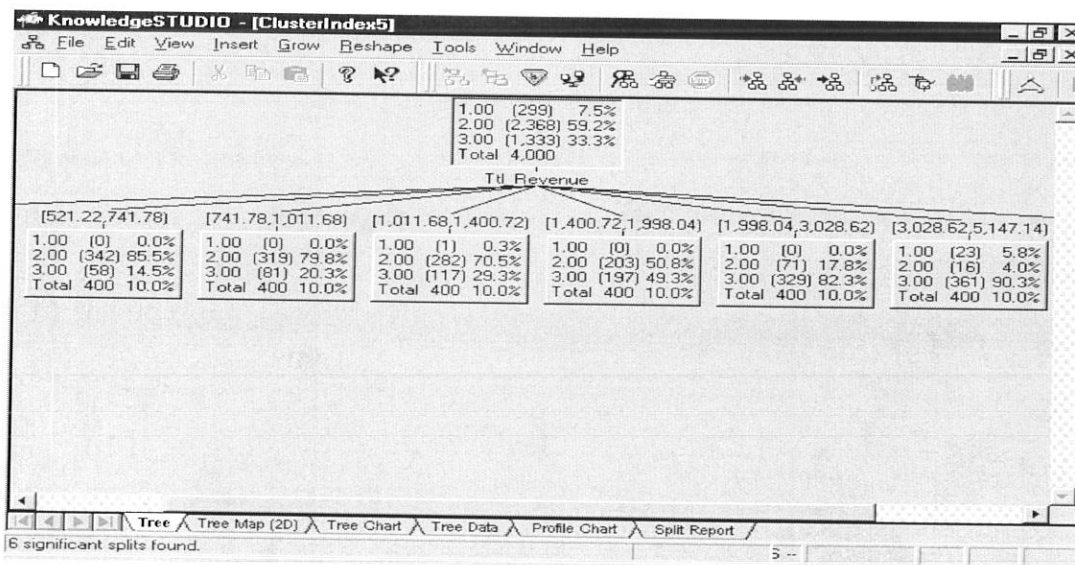 KnowledgeSTUDIO - [ClusterIndex5]
File Edit View Insert Grow Reshape Tools Window Help
1.00 (299) 7.5%
2.00 (2,368) 59.2%
3.00 (1,333) 33.3%
Total 4,000
Ttl Revenue
[521.22,741.78) [741.78,1,011.68) [1,011.68,1,400.72) [1,400.72,1,998.04) [1,998.04,3,028.62) [3,028.62,5,147.14)
1.00 (0) 0.0% 1.00 (0) 0.0% 1.00 (1) 0.3% 1.00 (0) 0.0% 1.00 (0) 0.0% 1.00 (23) 5.8%
2.00 (342) 85.5% 2.00 (319) 79.8% 2.00 (282) 70.5% 2.00 (203) 50.8% 2.00 (71) 17.8% 2.00 (16) 4.0%
3.00 (58) 14.5% 3.00 (81) 20.3% 3.00 (117) 29.3% 3.00 (197) 49.3% 3.00 (329) 82.3% 3.00 (361) 90.3%
Total 400 10.0% Total 400 10.0% Total 400 10.0% Total 400 10.0% Total 400 10.0% Total 400 10.0%
Tree Tree Map (2D) Tree Chart Tree Data Profile Chart Split Report
6 significant splits found.